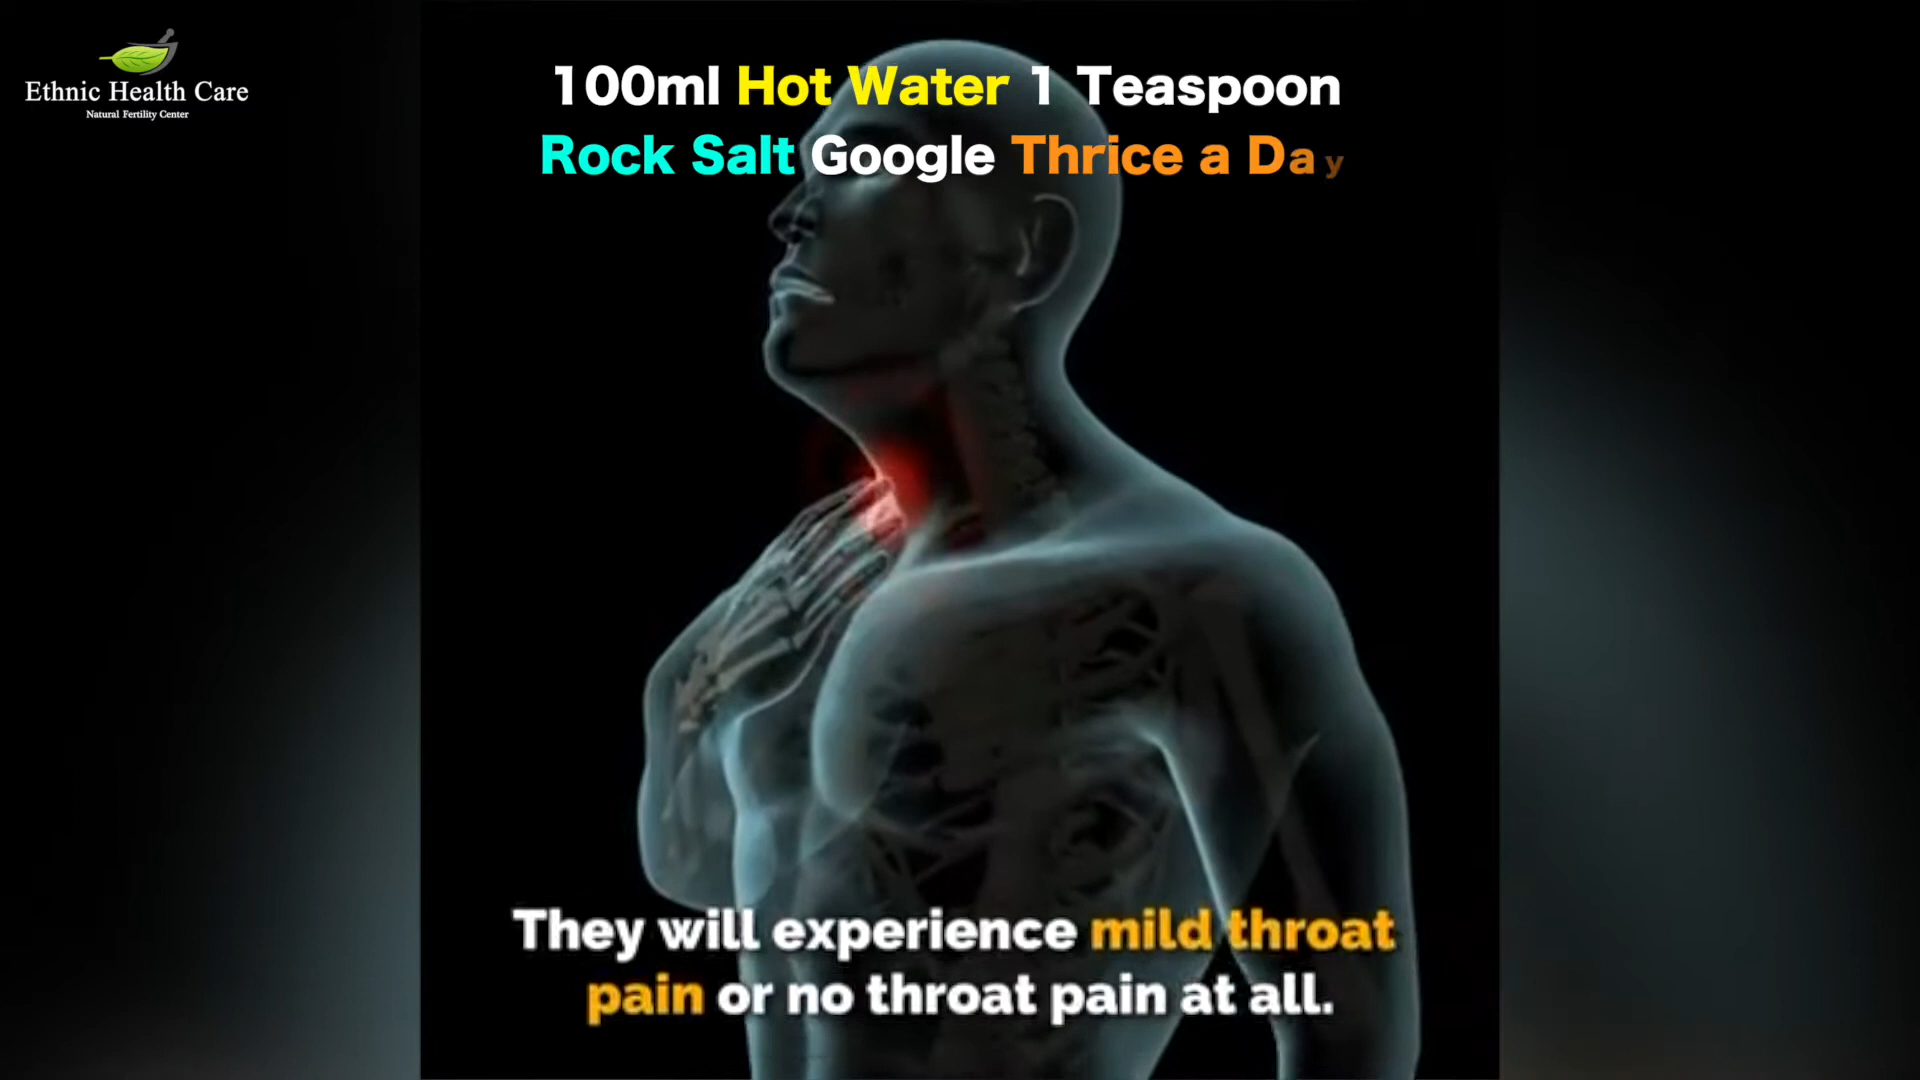 Ethnic Health Care
Natural Fertility Center
100ml Hot Water 1 Teaspoon
Rock Salt Google Thrice a Day
They will experience mild throat
pain or no throat pain at all.